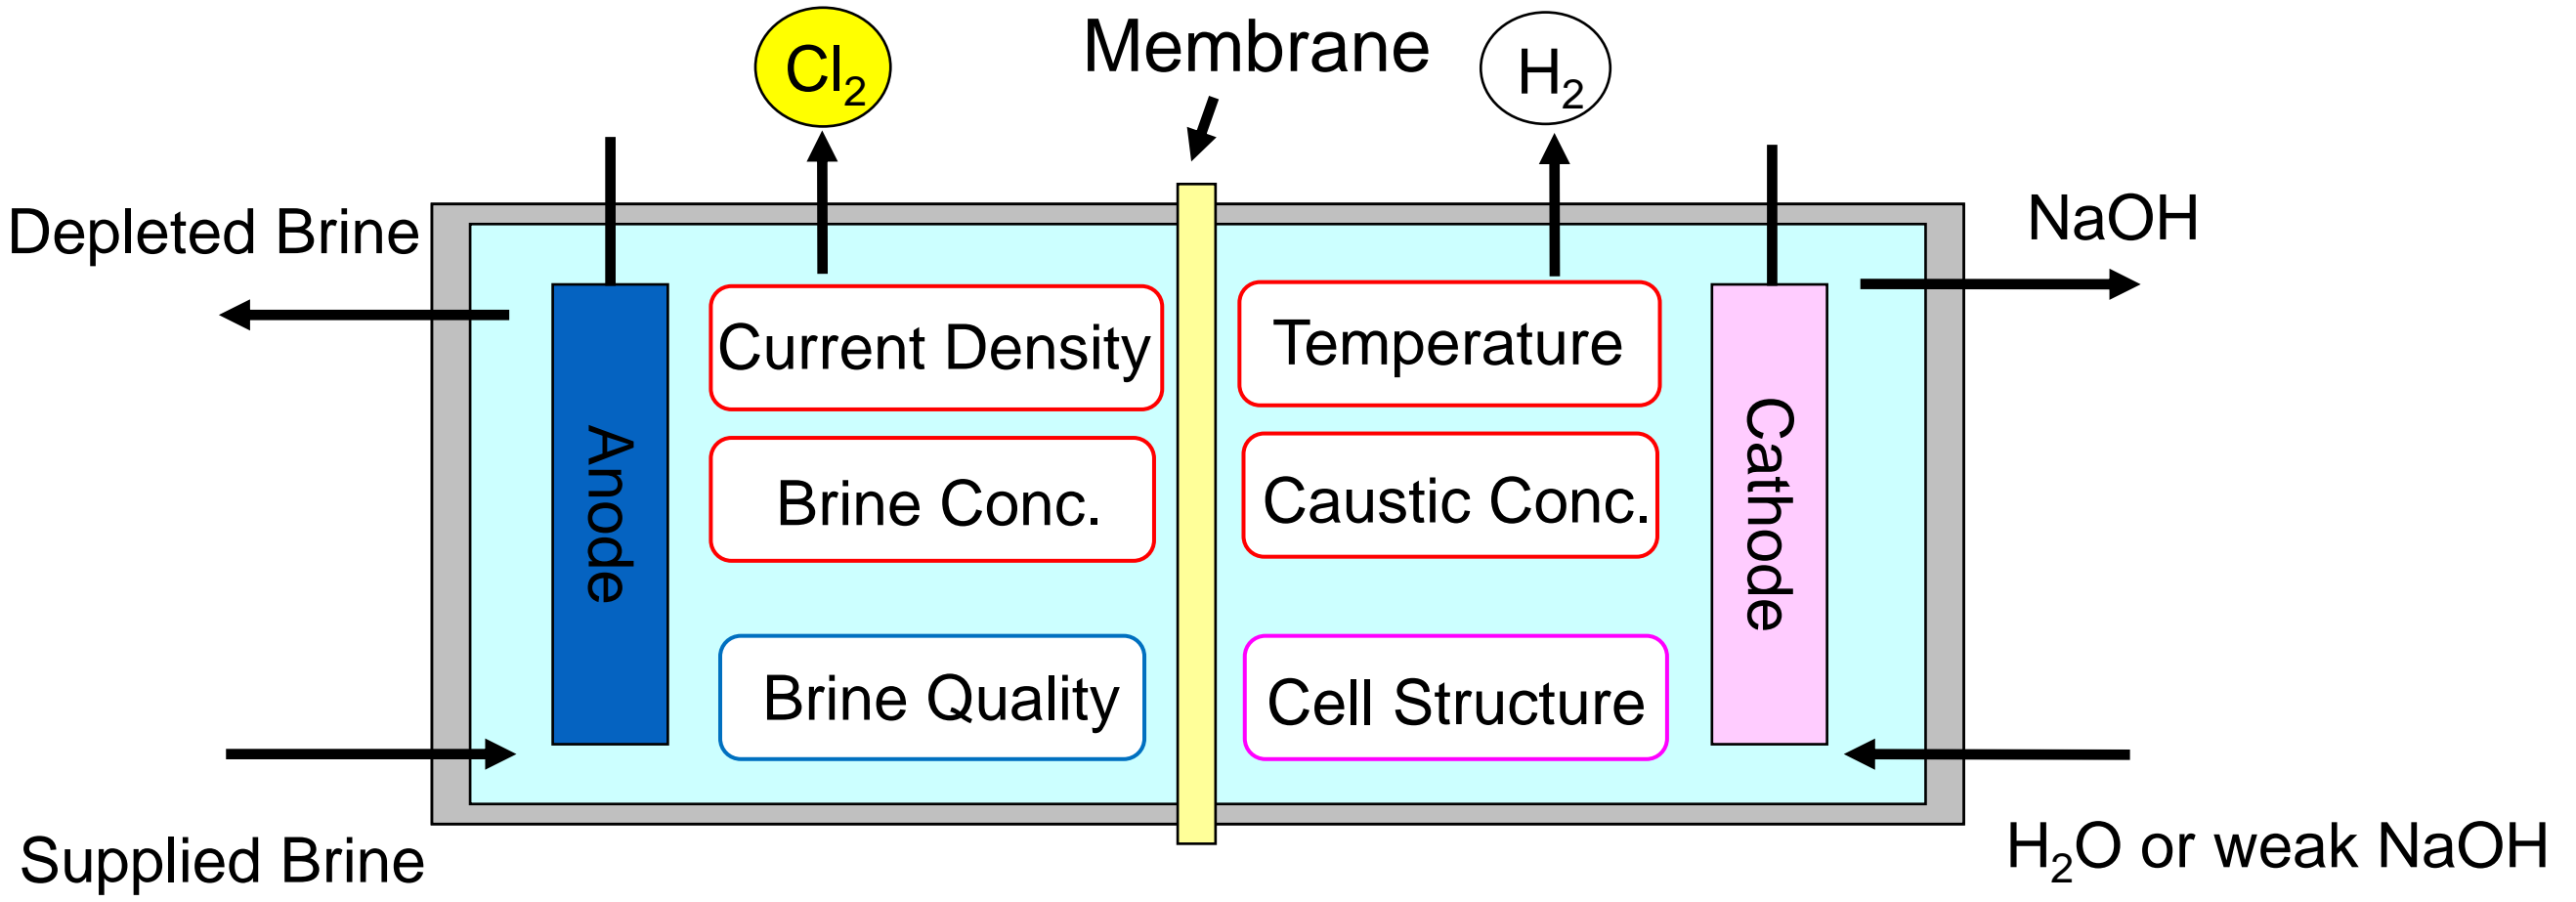 Cl₂
Membrane
H₂
Depleted Brine
NaOH
Current Density
Temperature
Anode
Brine Conc.
Caustic Conc.
Cathode
Brine Quality
Cell Structure
Supplied Brine
H₂O or weak NaOH